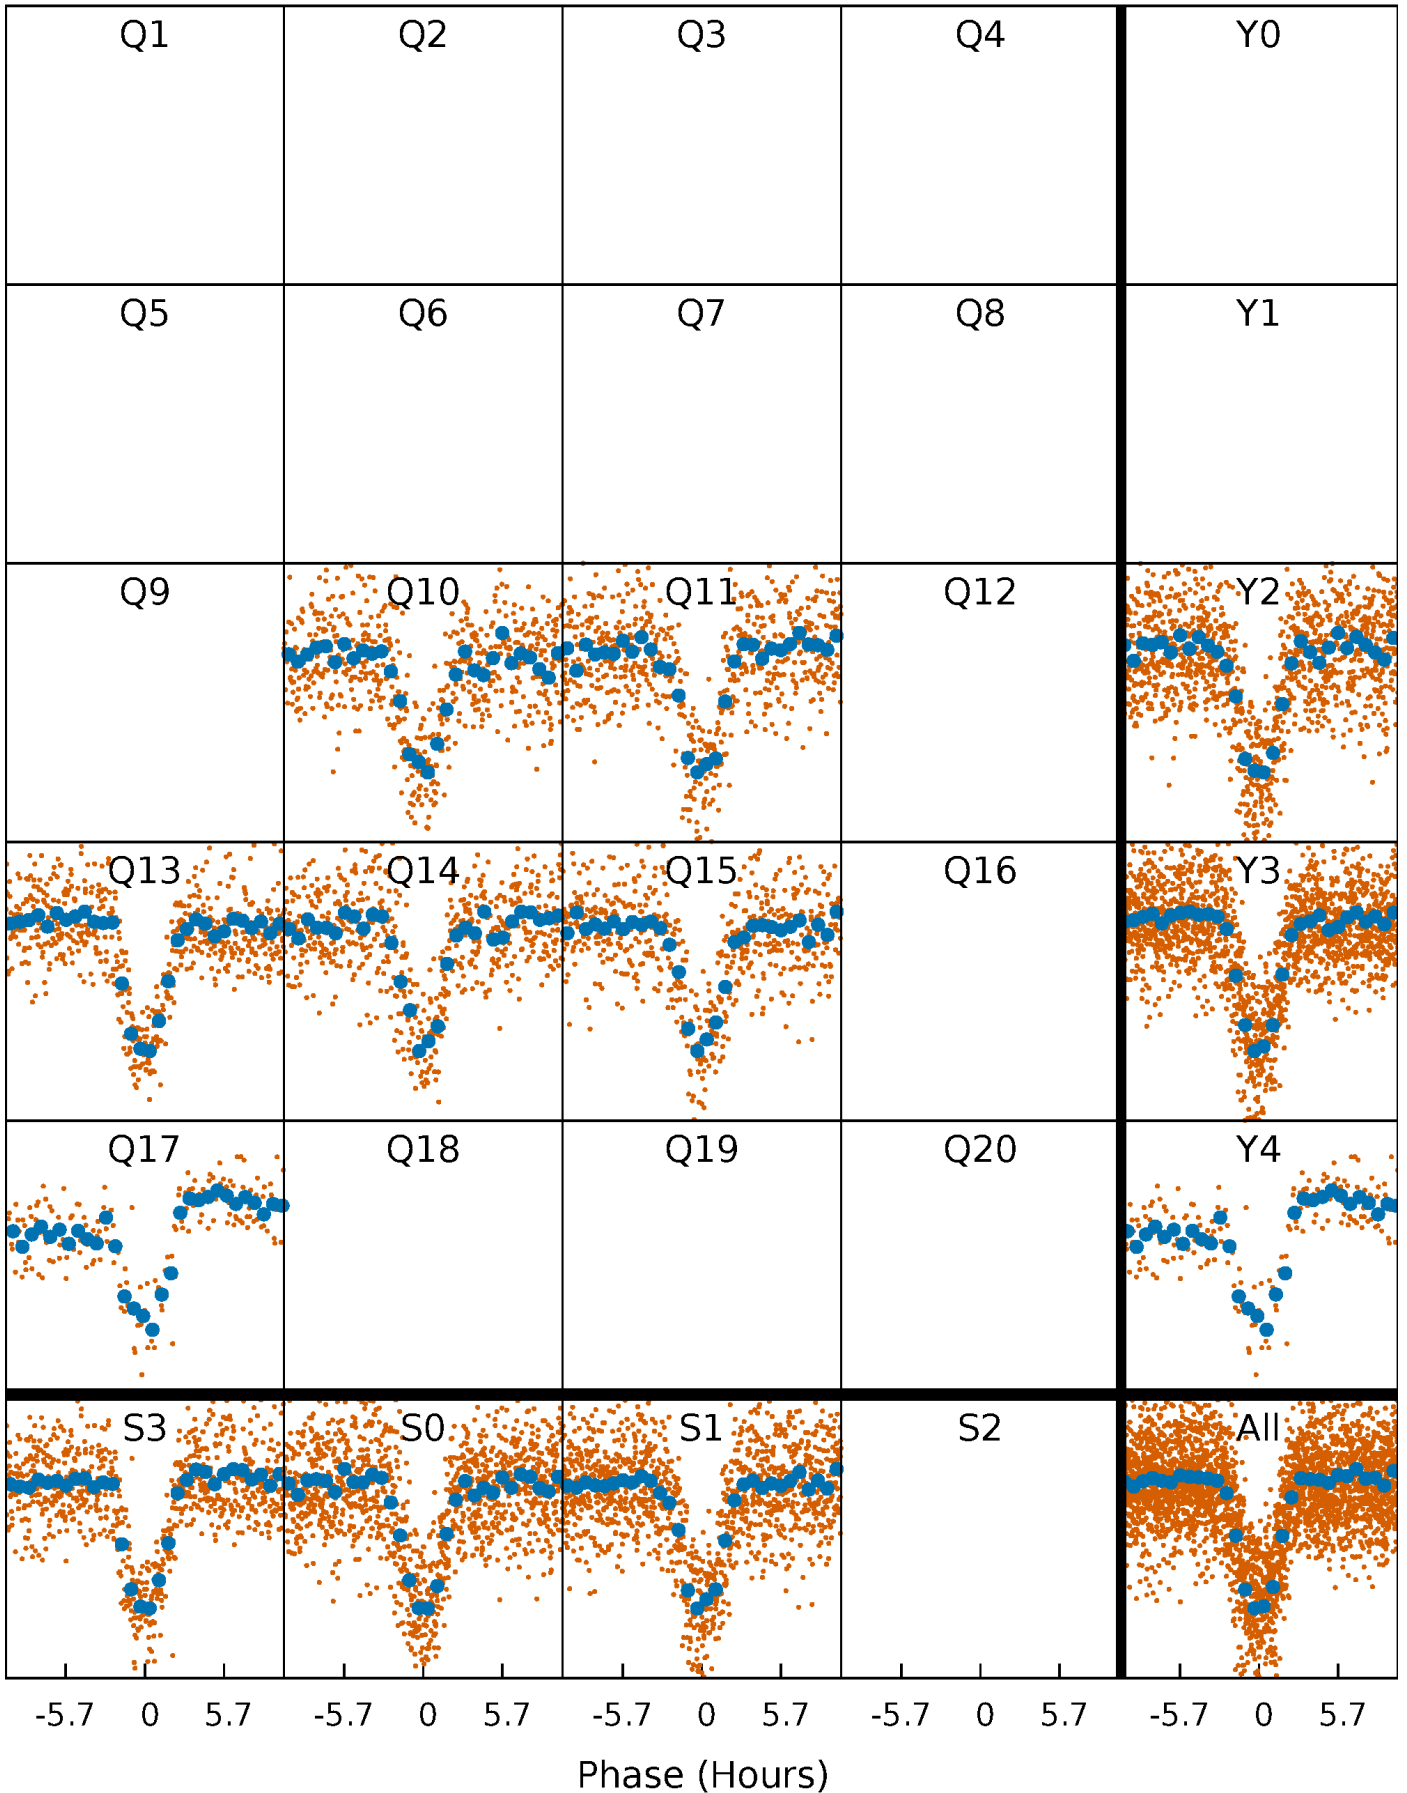 Q1 Q2 Q3 Q4 Y0
Q5 Q6 Q7 Q8 Y1
Q9 Q10 Q11 Q12 Y2
Q13 Q14 Q15 Q16 Y3
Q17 Q18 Q19 Q20 Y4
S3 S0 S1 S2 All
-5.7 0 5.7 -5.7 0 5.7 -5.7 0 5.7 -5.7 0 5.7 -5.7 0 5.7
Phase (Hours)